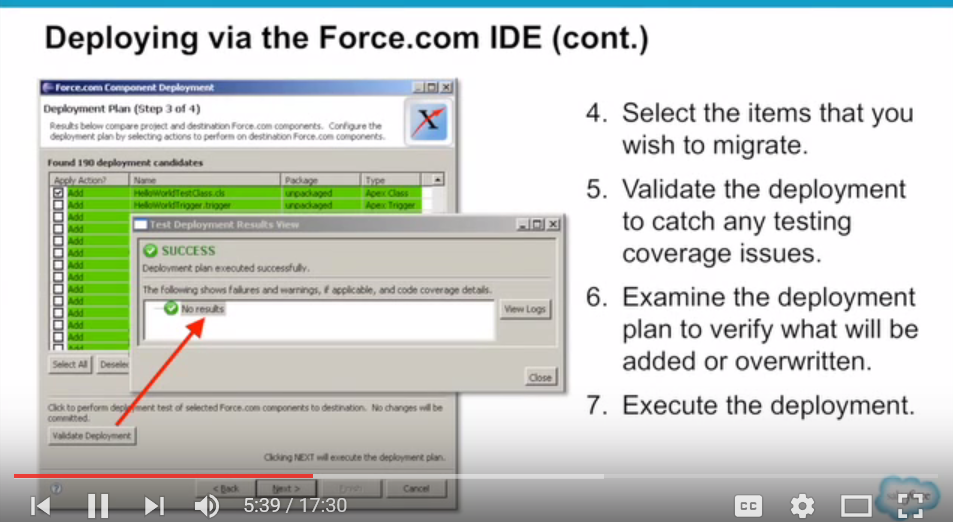 Deploying via the Force.com IDE (cont.)
Force.com Component Deployment
Deployment Plan (Step 3 of 4)
Results below compare project and destination Force.com components. Configure the
deployment plan by selecting actions to perform on destination Force.com components.
Found 190 deployment candidates
Apply Action? Name Package Type
Add HelloWorldTestClass.cls unpackaged Apex Class
Add HelloWorldTrigger.trigger unpackaged Apex Trigger
Add
Add
Add
Add
Add
Add
Add
Add
Add
Add
Add
Test Deployment Results View
SUCCESS
Deployment plan executed successfully.
The following shows failures and warnings, if applicable, and code coverage details.
No results
View Logs
Close
Select All Deselec
Click to perform deployment test of selected Force.com components to destination. No changes will be
committed.
Validate Deployment
Clicking NEXT will execute the deployment plan.
< Back Next > Finish Cancel
4. Select the items that you
wish to migrate.
5. Validate the deployment
to catch any testing
coverage issues.
6. Examine the deployment
plan to verify what will be
added or overwritten.
7. Execute the deployment.
5:39 / 17:30
CC